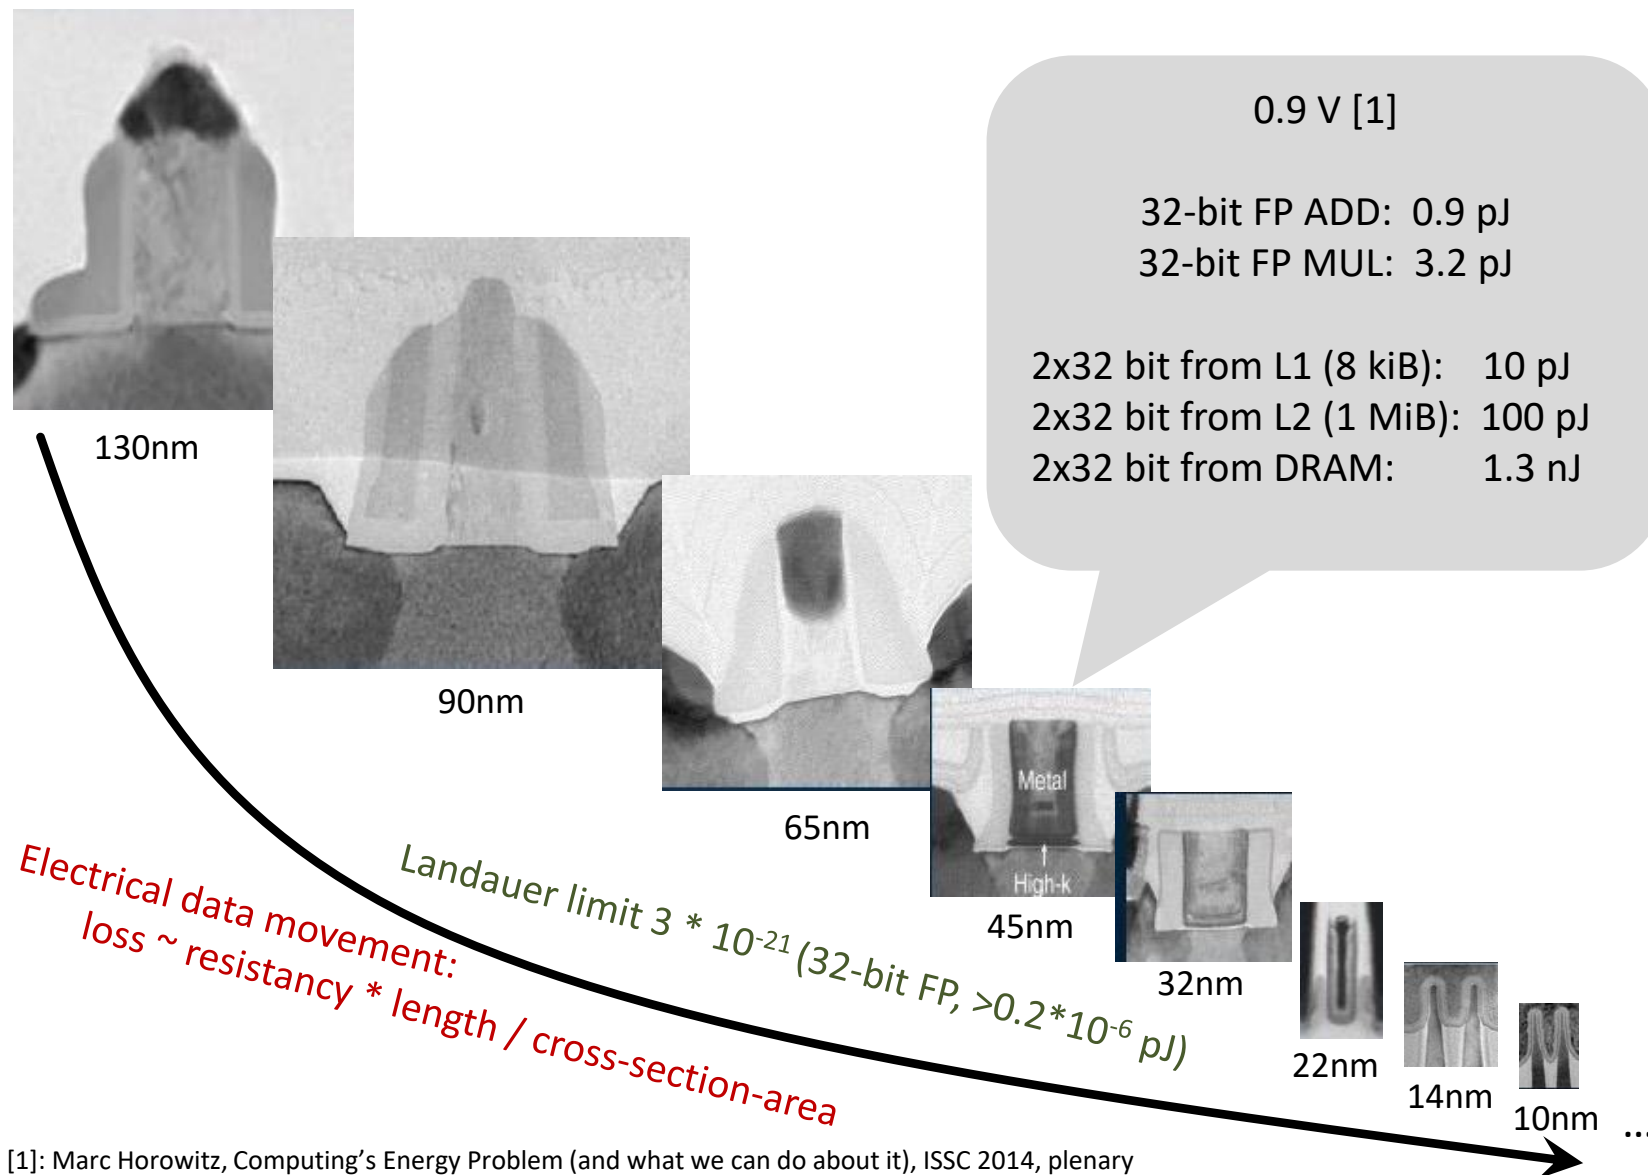 0.9 V [1]
32-bit FP ADD: 0.9 pJ
32-bit FP MUL: 3.2 pJ
2x32 bit from L1 (8 kiB): 10 pJ
2x32 bit from L2 (1 MiB): 100 pJ
2x32 bit from DRAM: 1.3 nJ
130nm
90nm
65nm
Metal
High-k
45nm
32nm
22nm
14nm
10nm
...
Landauer limit 3 * 10⁻²¹ (32-bit FP, >0.2*10⁻⁶ pJ)
Electrical data movement:
loss ~ resistancy * length / cross-section-area
[1]: Marc Horowitz, Computing’s Energy Problem (and what we can do about it), ISSC 2014, plenary